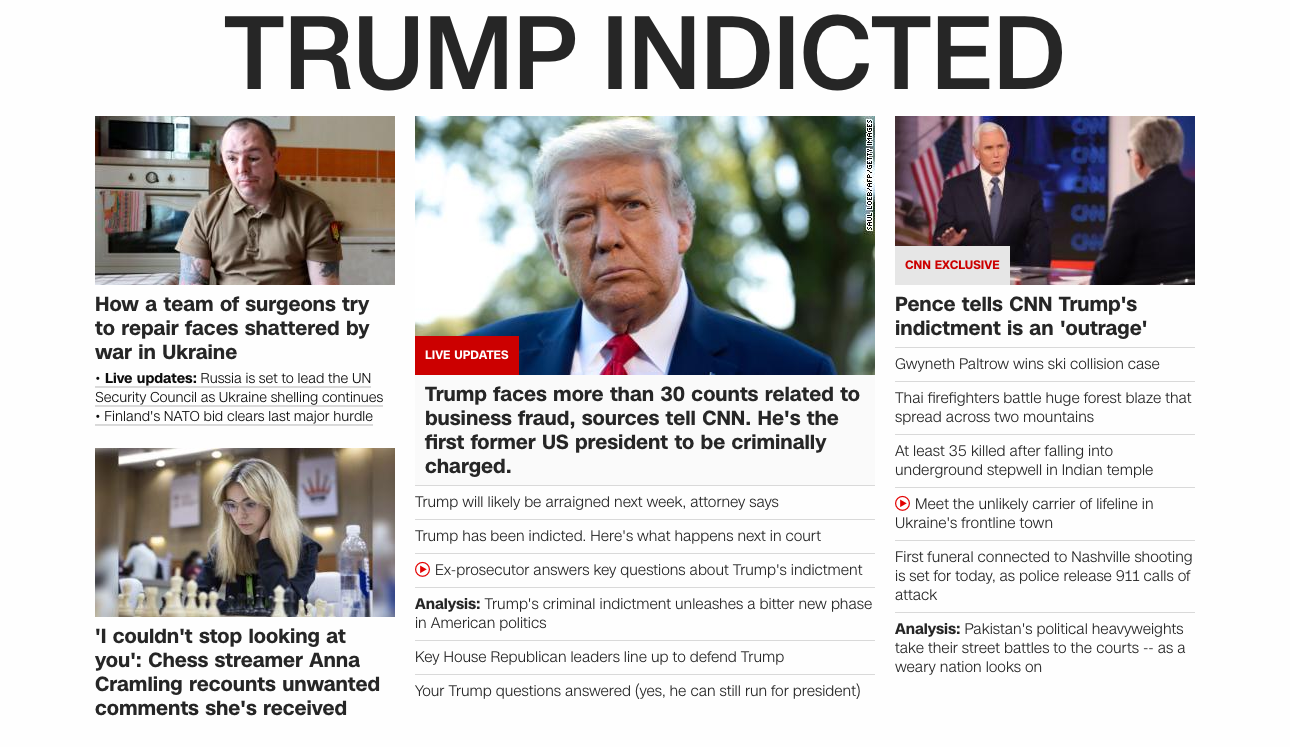 TRUMP INDICTED
How a team of surgeons try
to repair faces shattered by
war in Ukraine
• Live updates: Russia is set to lead the UN
Security Council as Ukraine shelling continues
• Finland's NATO bid clears last major hurdle
'I couldn't stop looking at
you': Chess streamer Anna
Cramling recounts unwanted
comments she's received
SAUL LOEB/AFP/GETTY IMAGES
LIVE UPDATES
Trump faces more than 30 counts related to
business fraud, sources tell CNN. He's the
first former US president to be criminally
charged.
Trump will likely be arraigned next week, attorney says
Trump has been indicted. Here's what happens next in court
Ex-prosecutor answers key questions about Trump's indictment
Analysis: Trump's criminal indictment unleashes a bitter new phase
in American politics
Key House Republican leaders line up to defend Trump
Your Trump questions answered (yes, he can still run for president)
CNN
CNN
CNN
CNN EXCLUSIVE
Pence tells CNN Trump's
indictment is an 'outrage'
Gwyneth Paltrow wins ski collision case
Thai firefighters battle huge forest blaze that
spread across two mountains
At least 35 killed after falling into
underground stepwell in Indian temple
Meet the unlikely carrier of lifeline in
Ukraine's frontline town
First funeral connected to Nashville shooting
is set for today, as police release 911 calls of
attack
Analysis: Pakistan's political heavyweights
take their street battles to the courts -- as a
weary nation looks on